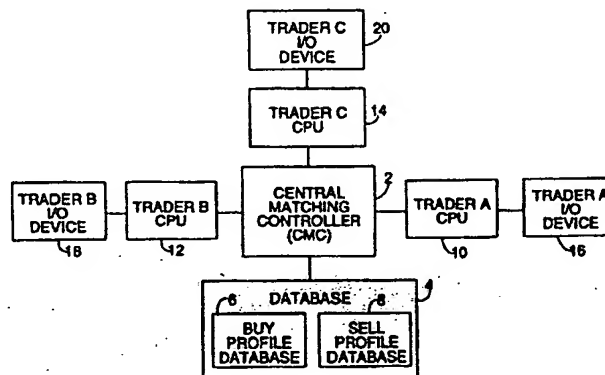 TRADER C
I/O
DEVICE
20
TRADER C
CPU
14
TRADER B
I/O
DEVICE
18
TRADER B
CPU
12
CENTRAL
MATCHING
CONTROLLER
(CMC)
2
TRADER A
CPU
10
TRADER A
I/O
DEVICE
16
DATABASE
4
6
BUY
PROFILE
DATABASE
8
SELL
PROFILE
DATABASE